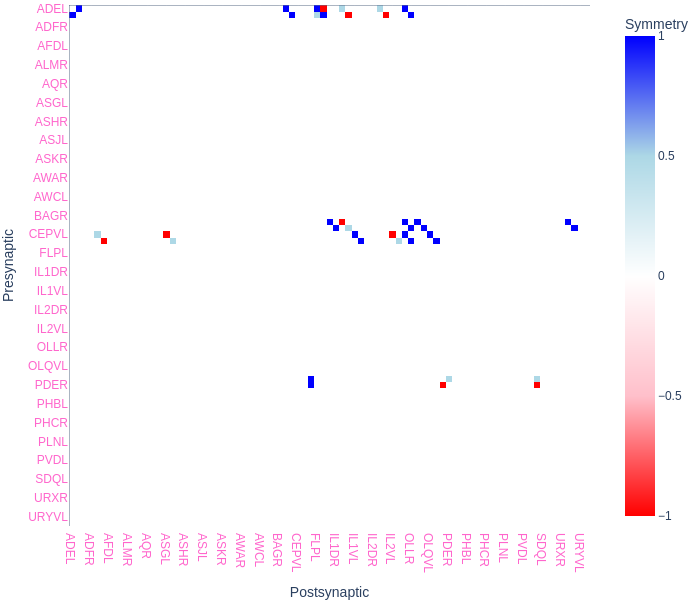 Symmetry
1
0.5
0
−0.5
−1
Presynaptic
ADEL
ADFR
AFDL
ALMR
AQR
ASGL
ASHR
ASJL
ASKR
AWAR
AWCL
BAGR
CEPVL
FLPL
IL1DR
IL1VL
IL2DR
IL2VL
OLLR
OLQVL
PDER
PHBL
PHCR
PLNL
PVDL
SDQL
URXR
URYVL
ADEL
ADFR
AFDL
ALMR
AQR
ASGL
ASHR
ASJL
ASKR
AWAR
AWCL
BAGR
CEPVL
FLPL
IL1DR
IL1VL
IL2DR
IL2VL
OLLR
OLQVL
PDER
PHBL
PHCR
PLNL
PVDL
SDQL
URXR
URYVL
Postsynaptic